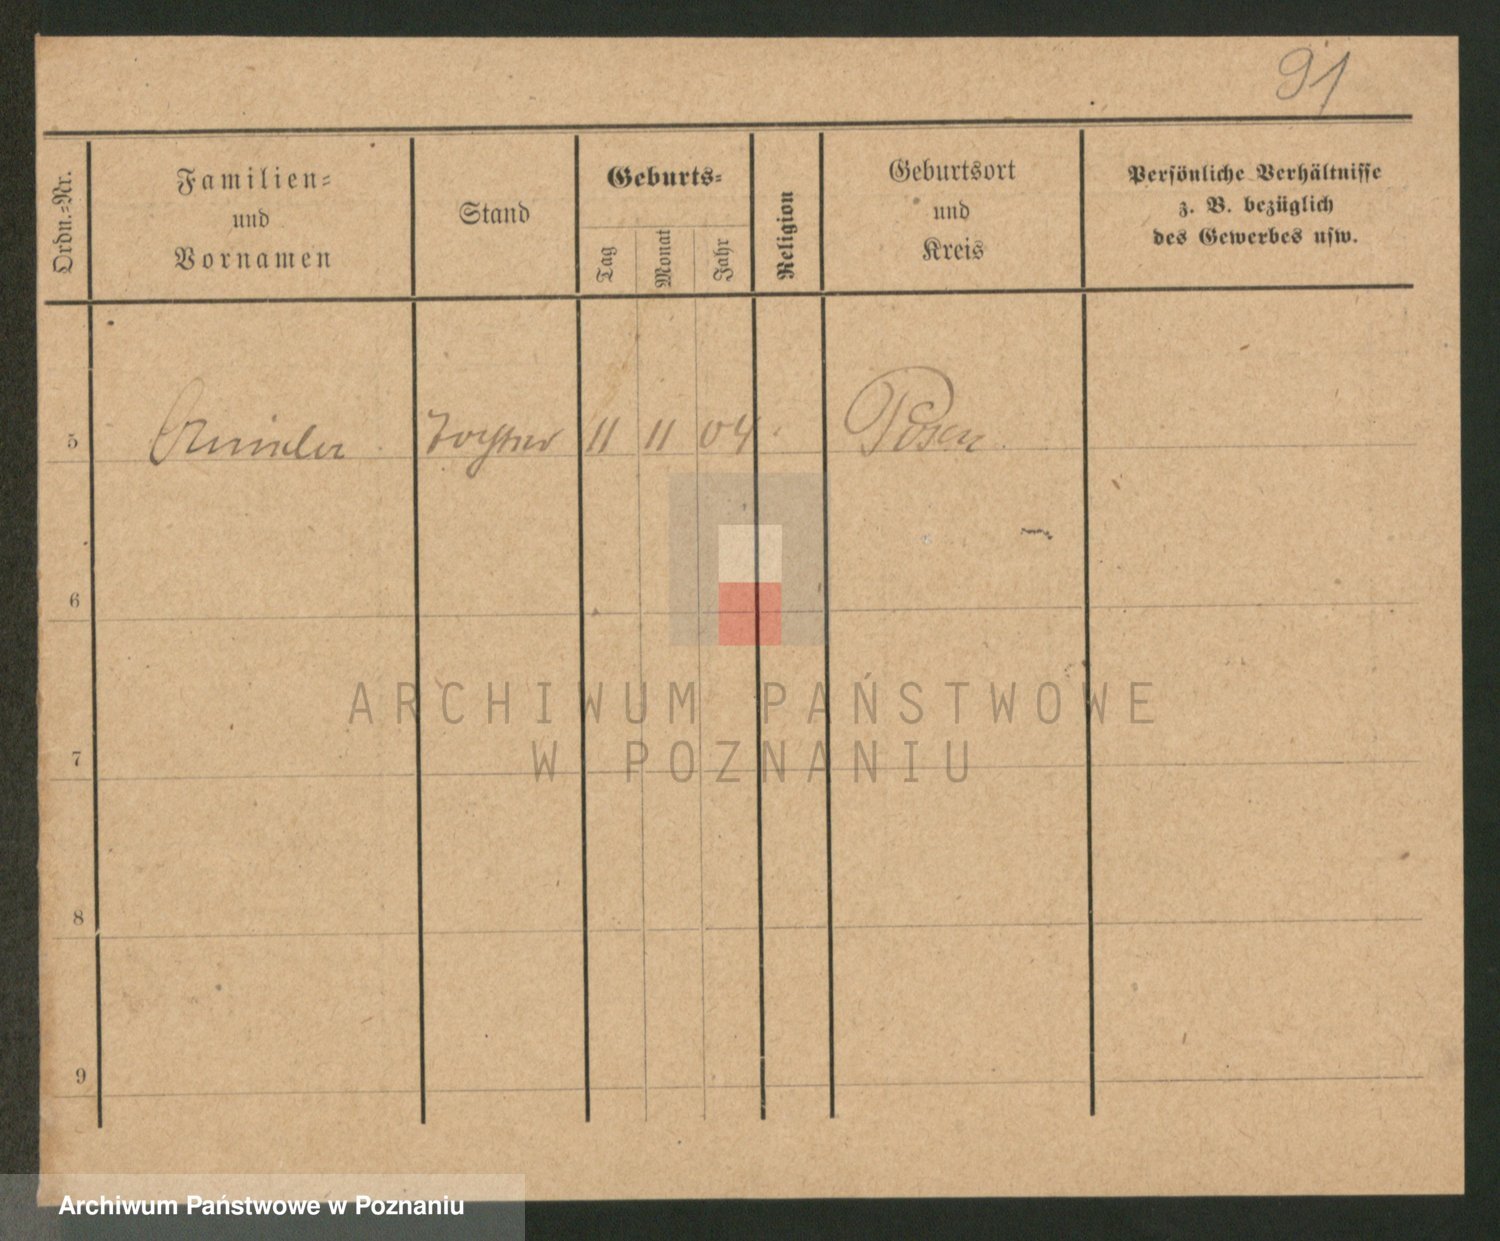 91
Ordn.=Nr.
Familien=
und
Vornamen
Stand
Geburts=
Tag
Monat
Jahr
Religion
Geburtsort
und
Kreis
Persönliche Verhältnisse
z. B. bezüglich
des Gewerbes usw.
5 Tochter 11 11 04 Posen
6
7
8
9
ARCHIWUM PAŃSTWOWE
W POZNANIU
Archiwum Państwowe w Poznaniu